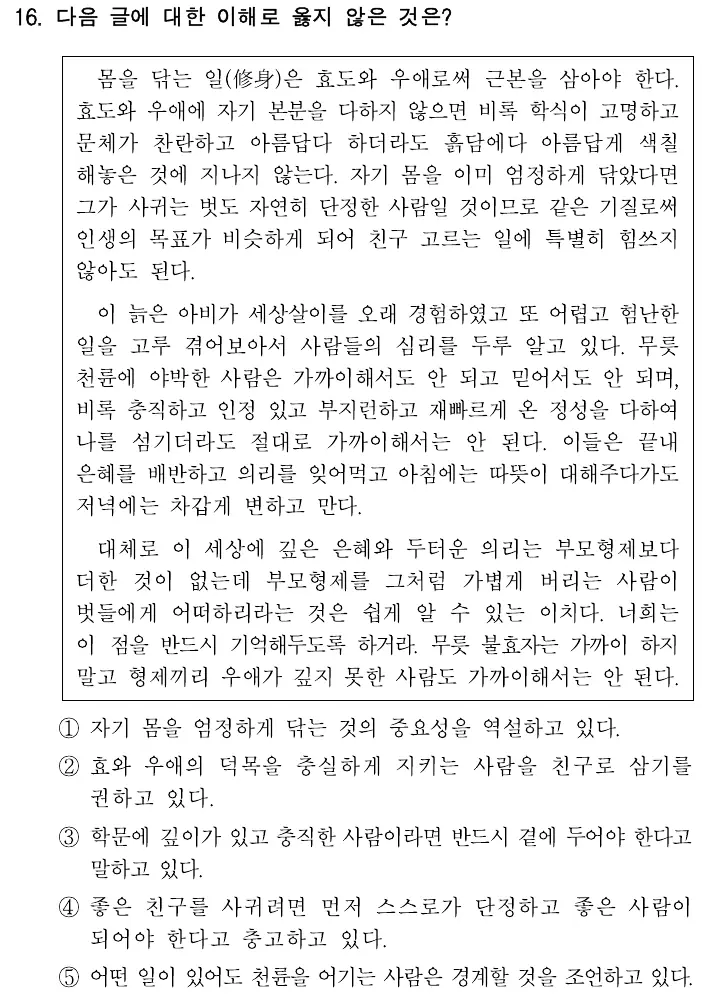 16. 다음 글에 대한 이해로 옳지 않은 것은?
몸을 닦는 일(修身)은 효도와 우애로써 근본을 삼아야 한다.
효도와 우애에 자기 본분을 다하지 않으면 비록 학식이 고명하고
문체가 찬란하고 아름답다 하더라도 흙담에다 아름답게 색칠
해놓은 것에 지나지 않는다. 자기 몸을 이미 엄정하게 닦았다면
그가 사귀는 벗도 자연히 단정한 사람일 것이므로 같은 기질로써
인생의 목표가 비슷하게 되어 친구 고르는 일에 특별히 힘쓰지
않아도 된다.
이 늙은 아비가 세상살이를 오래 경험하였고 또 어렵고 험난한
일을 고루 겪어보아서 사람들의 심리를 두루 알고 있다. 무릇
천륜에 야박한 사람은 가까이해서도 안 되고 믿어서도 안 되며,
비록 충직하고 인정 있고 부지런하고 재빠르게 온 정성을 다하여
나를 섬기더라도 절대로 가까이해서는 안 된다. 이들은 끝내
은혜를 배반하고 의리를 잊어먹고 아침에는 따뜻이 대해주다가도
저녁에는 차갑게 변하고 만다.
대체로 이 세상에 깊은 은혜와 두터운 의리는 부모형제보다
더한 것이 없는데 부모형제를 그처럼 가볍게 버리는 사람이
벗들에게 어떠하리라는 것은 쉽게 알 수 있는 이치다. 너희는
이 점을 반드시 기억해두도록 하거라. 무릇 불효자는 가까이 하지
말고 형제끼리 우애가 깊지 못한 사람도 가까이해서는 안 된다.
① 자기 몸을 엄정하게 닦는 것의 중요성을 역설하고 있다.
② 효와 우애의 덕목을 충실하게 지키는 사람을 친구로 삼기를
권하고 있다.
③ 학문에 깊이가 있고 충직한 사람이라면 반드시 곁에 두어야 한다고
말하고 있다.
④ 좋은 친구를 사귀려면 먼저 스스로가 단정하고 좋은 사람이
되어야 한다고 충고하고 있다.
⑤ 어떤 일이 있어도 천륜을 어기는 사람은 경계할 것을 조언하고 있다.